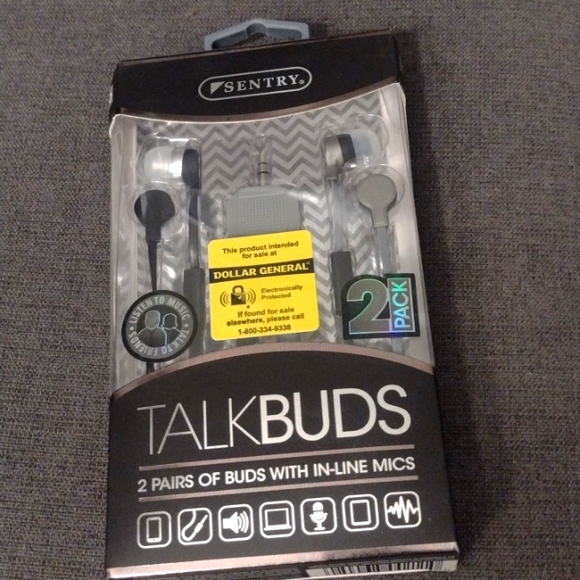 SENTRY®
This product intended
for sale at
DOLLAR GENERAL®
Electronically
Protected
If found for sale
elsewhere, please call
1-800-334-9338
LISTEN TO MUSIC
TALK TO FRIENDS
2 PACK
TALKBUDS
2 PAIRS OF BUDS WITH IN-LINE MICS